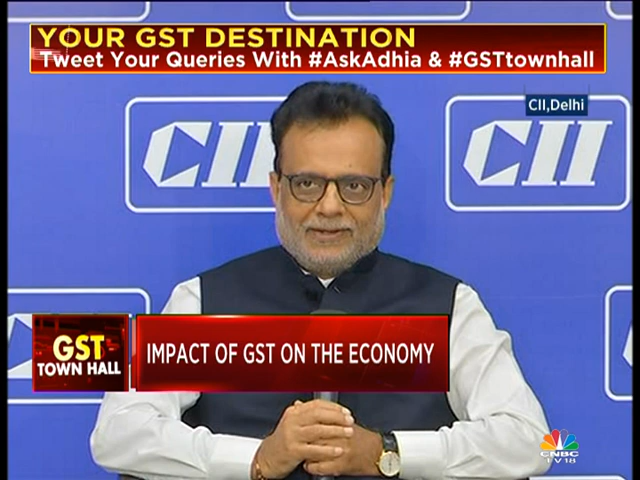 YOUR GST DESTINATION
Tweet Your Queries With #AskAdhia & #GSTtownhall
CII,Delhi
CII
CII
GST
TOWN HALL
IMPACT OF GST ON THE ECONOMY
CNBC
TV18